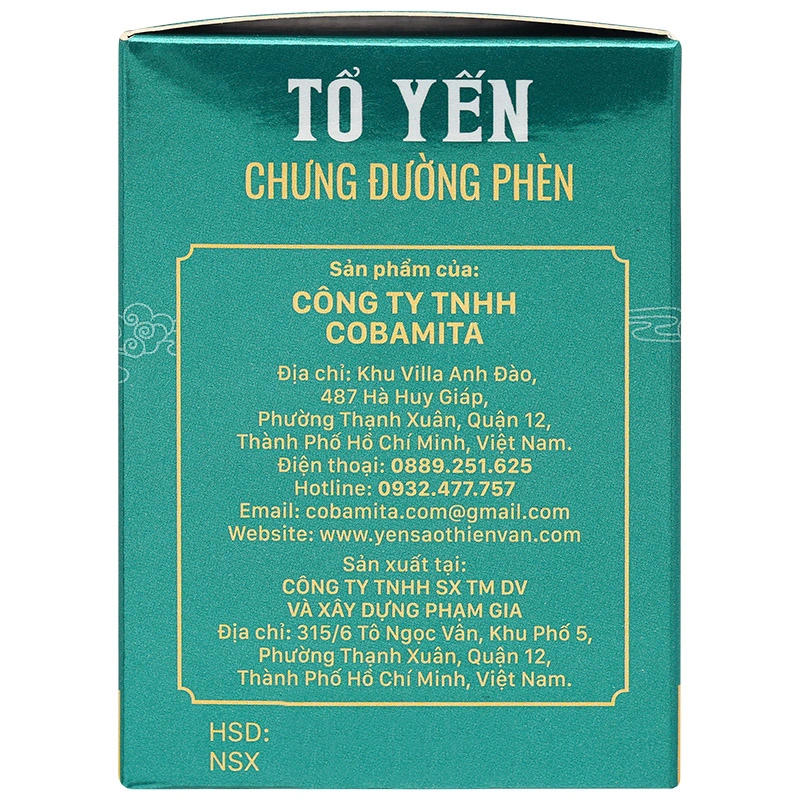 TỔ YẾN
CHƯNG ĐƯỜNG PHÈN
Sản phẩm của:
CÔNG TY TNHH
COBAMITA
Địa chỉ: Khu Villa Anh Đào,
487 Hà Huy Giáp,
Phường Thạnh Xuân, Quận 12,
Thành Phố Hồ Chí Minh, Việt Nam.
Điện thoại: 0889.251.625
Hotline: 0932.477.757
Email: cobamita.com@gmail.com
Website: www.yensaothienvan.com
Sản xuất tại:
CÔNG TY TNHH SX TM DV
VÀ XÂY DỰNG PHẠM GIA
Địa chỉ: 315/6 Tô Ngọc Vân, Khu Phố 5,
Phường Thạnh Xuân, Quận 12,
Thành Phố Hồ Chí Minh, Việt Nam.
HSD:
NSX